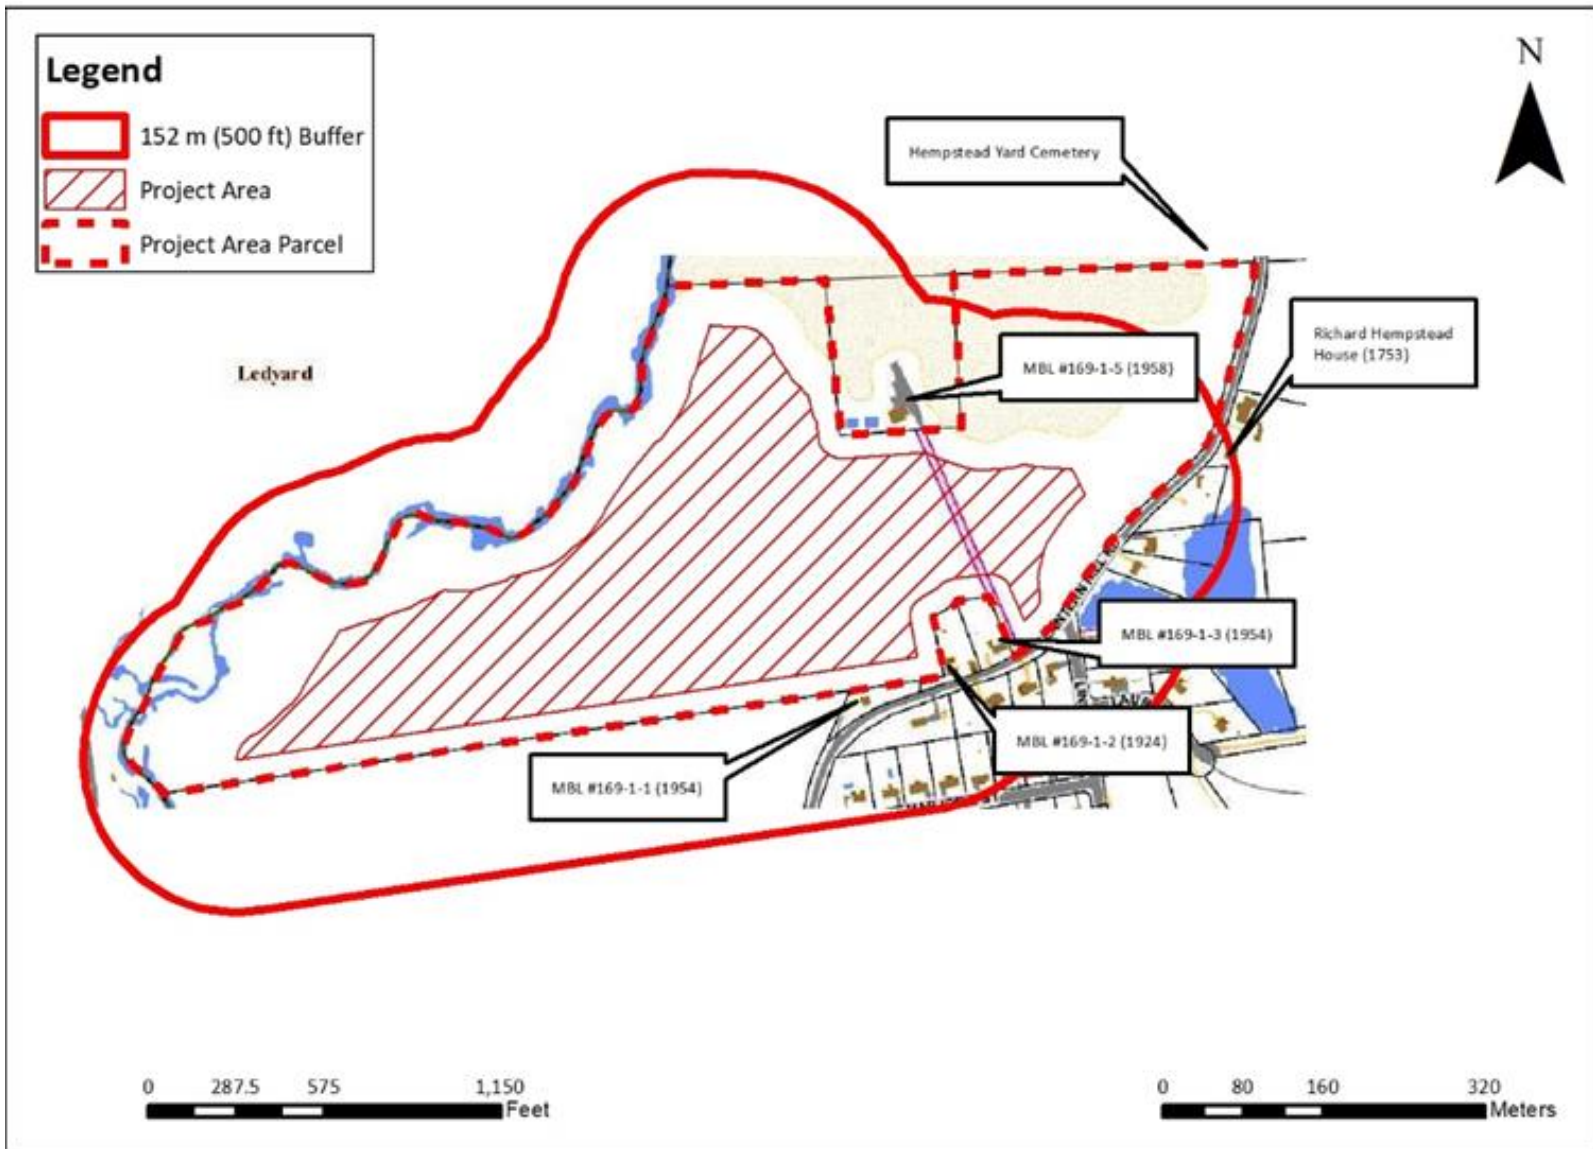 Legend
152 m (500 ft) Buffer
Project Area
Project Area Parcel
N
Hempstead Yard Cemetery
Ledyard
Richard Hempstead
House (1753)
MBL #169-1-5 (1958)
MBL #169-1-3 (1954)
MBL #169-1-2 (1924)
MBL #169-1-1 (1954)
0 287.5 575 1,150
Feet
0 80 160 320
Meters